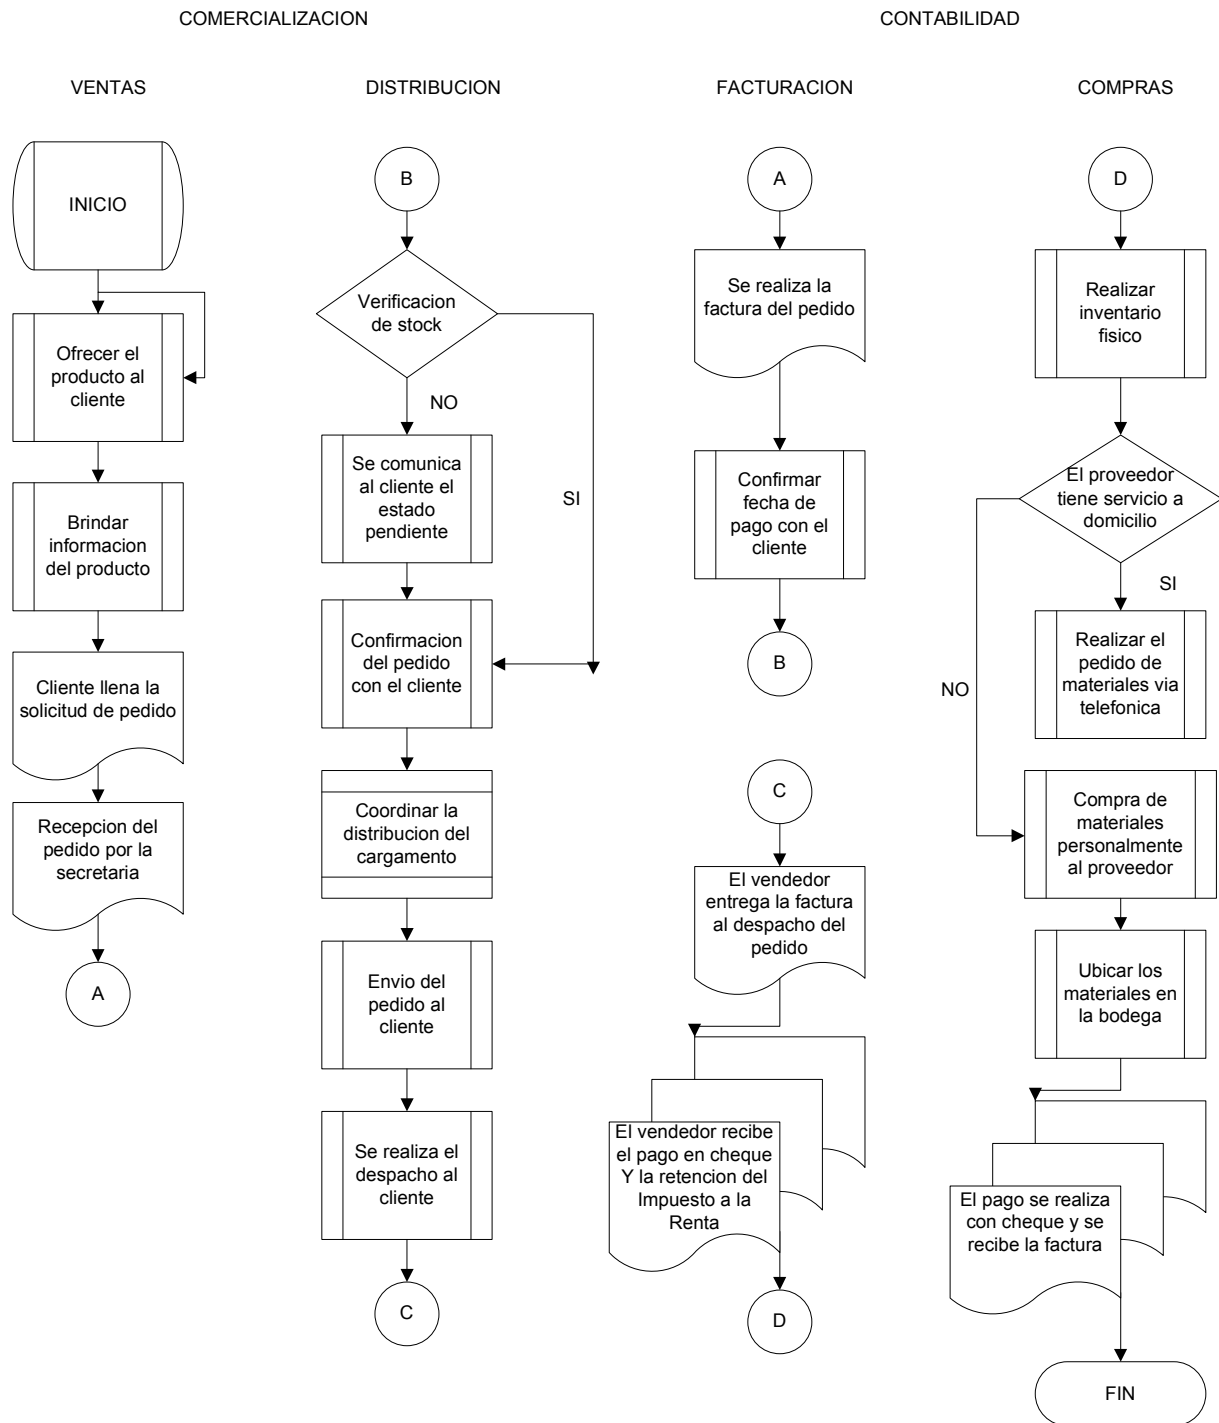 COMERCIALIZACION
CONTABILIDAD
VENTAS
DISTRIBUCION
FACTURACION
COMPRAS
INICIO
Ofrecer el
producto al
cliente
Brindar
informacion
del producto
Cliente llena la
solicitud de pedido
Recepcion del
pedido por la
secretaria
A
B
Verificacion
de stock
NO
SI
Se comunica
al cliente el
estado
pendiente
Confirmacion
del pedido
con el cliente
Coordinar la
distribucion del
cargamento
Envio del
pedido al
cliente
Se realiza el
despacho al
cliente
C
A
Se realiza la
factura del pedido
Confirmar
fecha de
pago con el
cliente
B
C
El vendedor
entrega la factura
al despacho del
pedido
El vendedor recibe
el pago en cheque
Y la retencion del
Impuesto a la
Renta
D
D
Realizar
inventario
fisico
El proveedor
tiene servicio a
domicilio
SI
NO
Realizar el
pedido de
materiales via
telefonica
Compra de
materiales
personalmente
al proveedor
Ubicar los
materiales en
la bodega
El pago se realiza
con cheque y se
recibe la factura
FIN